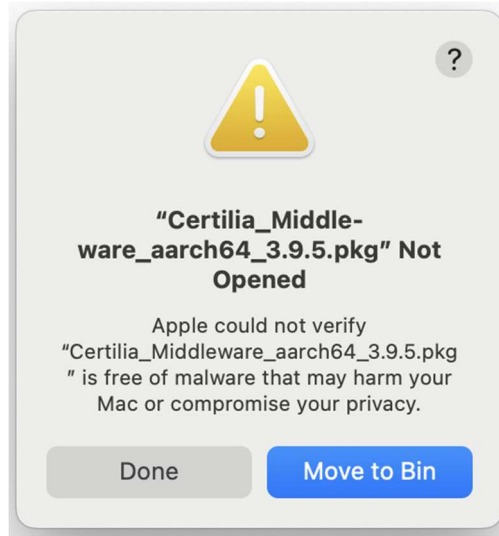 ?
“Certilia_Middle-
ware_aarch64_3.9.5.pkg” Not
Opened
Apple could not verify
“Certilia_Middleware_aarch64_3.9.5.pkg
” is free of malware that may harm your
Mac or compromise your privacy.
Done
Move to Bin